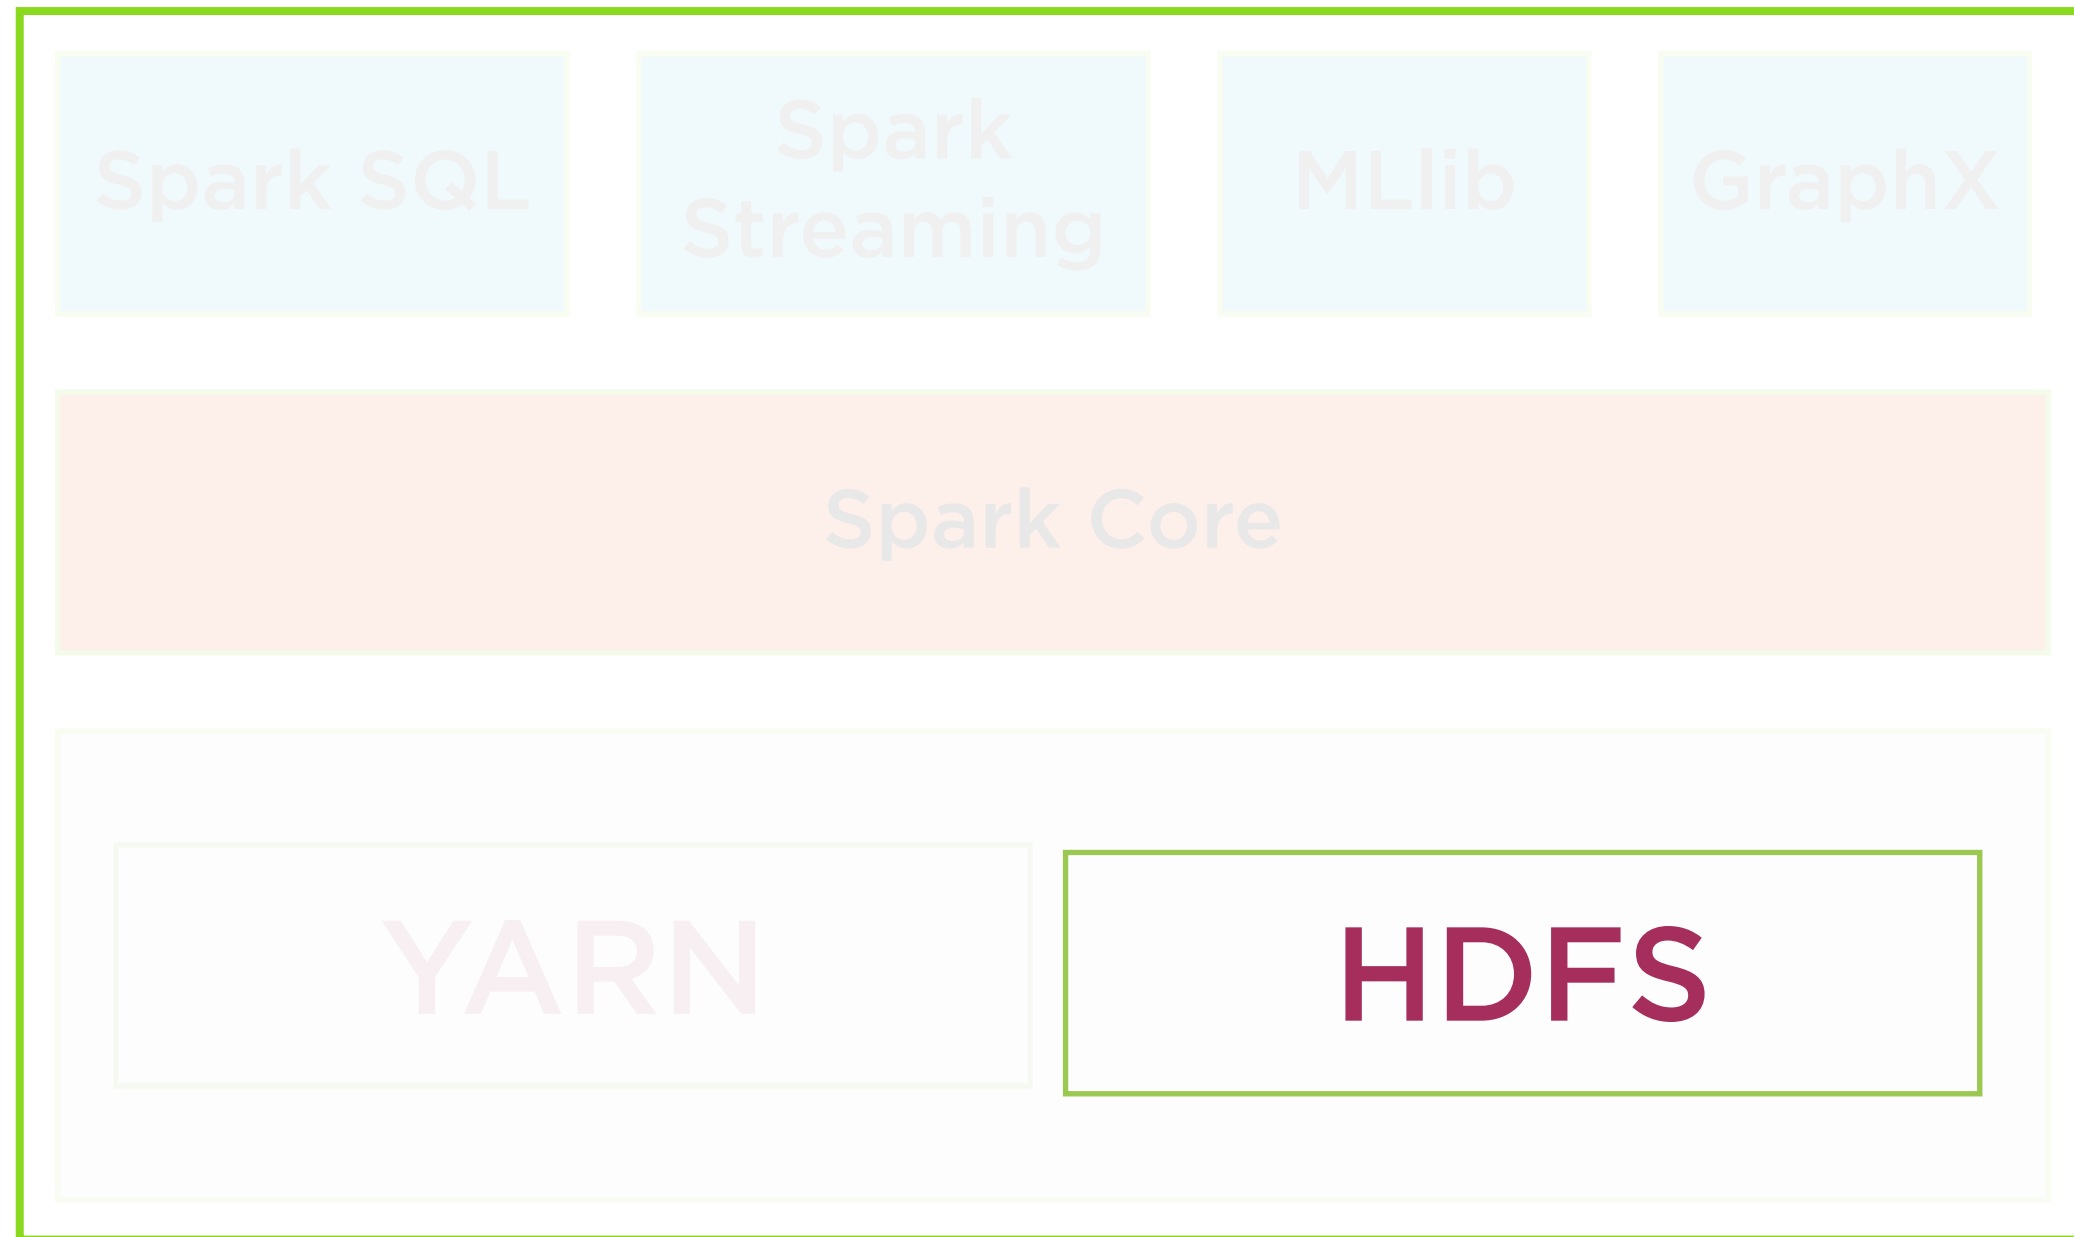 Spark SQL
Spark
Streaming
MLlib
GraphX
Spark Core
YARN
HDFS